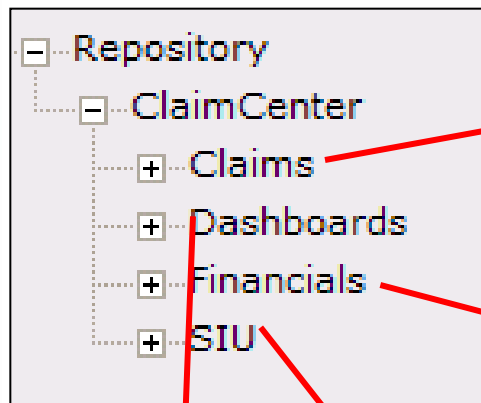 Repository
ClaimCenter
Claims
Dashboards
Financials
SIU